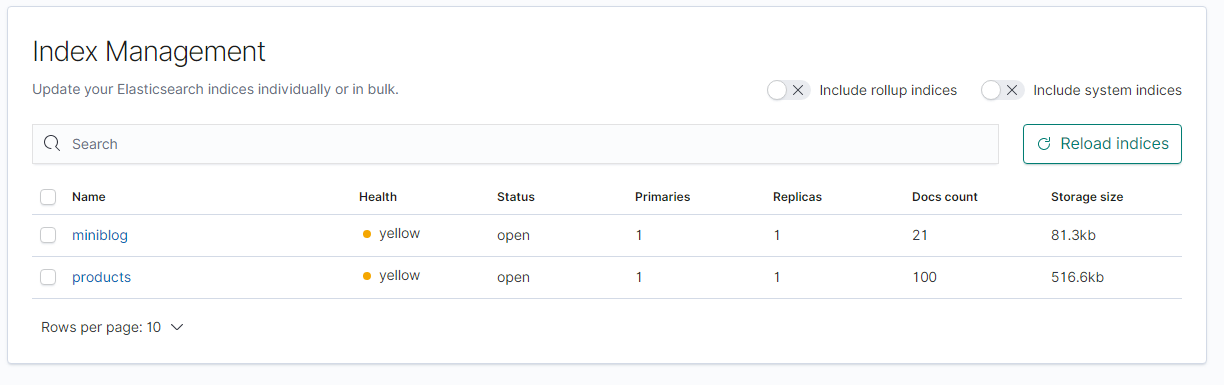 Index Management
Update your Elasticsearch indices individually or in bulk.
Include rollup indices Include system indices
Search Reload indices
Name Health Status Primaries Replicas Docs count Storage size
miniblog yellow open 1 1 21 81.3kb
products yellow open 1 1 100 516.6kb
Rows per page: 10